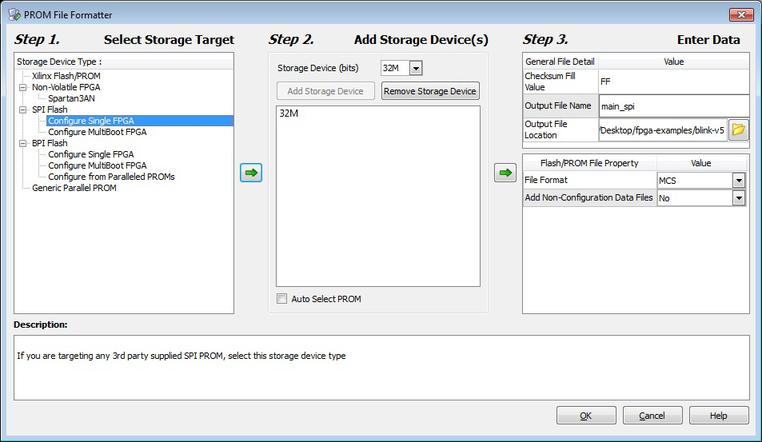 PROM File Formatter
Step 1. Select Storage Target
Storage Device Type :
Xilinx Flash/PROM
Non-Volatile FPGA
Spartan3AN
SPI Flash
Configure Single FPGA
Configure MultiBoot FPGA
BPI Flash
Configure Single FPGA
Configure MultiBoot FPGA
Configure from Paralleled PROMs
Generic Parallel PROM
Step 2. Add Storage Device(s)
Storage Device (bits) 32M
Add Storage Device Remove Storage Device
32M
Auto Select PROM
Step 3. Enter Data
General File Detail Value
Checksum Fill
Value FF
Output File Name main_spi
Output File
Location /Desktop/fpga-examples/blink-v5
Flash/PROM File Property Value
File Format MCS
Add Non-Configuration Data Files No
Description:
If you are targeting any 3rd party supplied SPI PROM, select this storage device type
OK Cancel Help